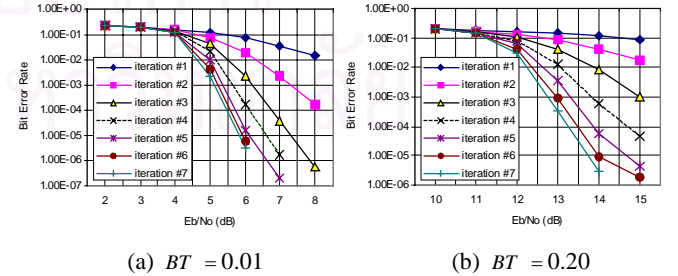 1.00E+00
1.00E-01
1.00E-02
1.00E-03
1.00E-04
1.00E-05
1.00E-06
1.00E-07
Bit Error Rate
iteration #1
iteration #2
iteration #3
iteration #4
iteration #5
iteration #6
iteration #7
2 3 4 5 6 7 8
Eb/No (dB)
(a) BT = 0.01
1.00E+00
1.00E-01
1.00E-02
1.00E-03
1.00E-04
1.00E-05
1.00E-06
Bit Error Rate
iteration #1
iteration #2
iteration #3
iteration #4
iteration #5
iteration #6
iteration #7
10 11 12 13 14 15
Eb/No (dB)
(b) BT = 0.20